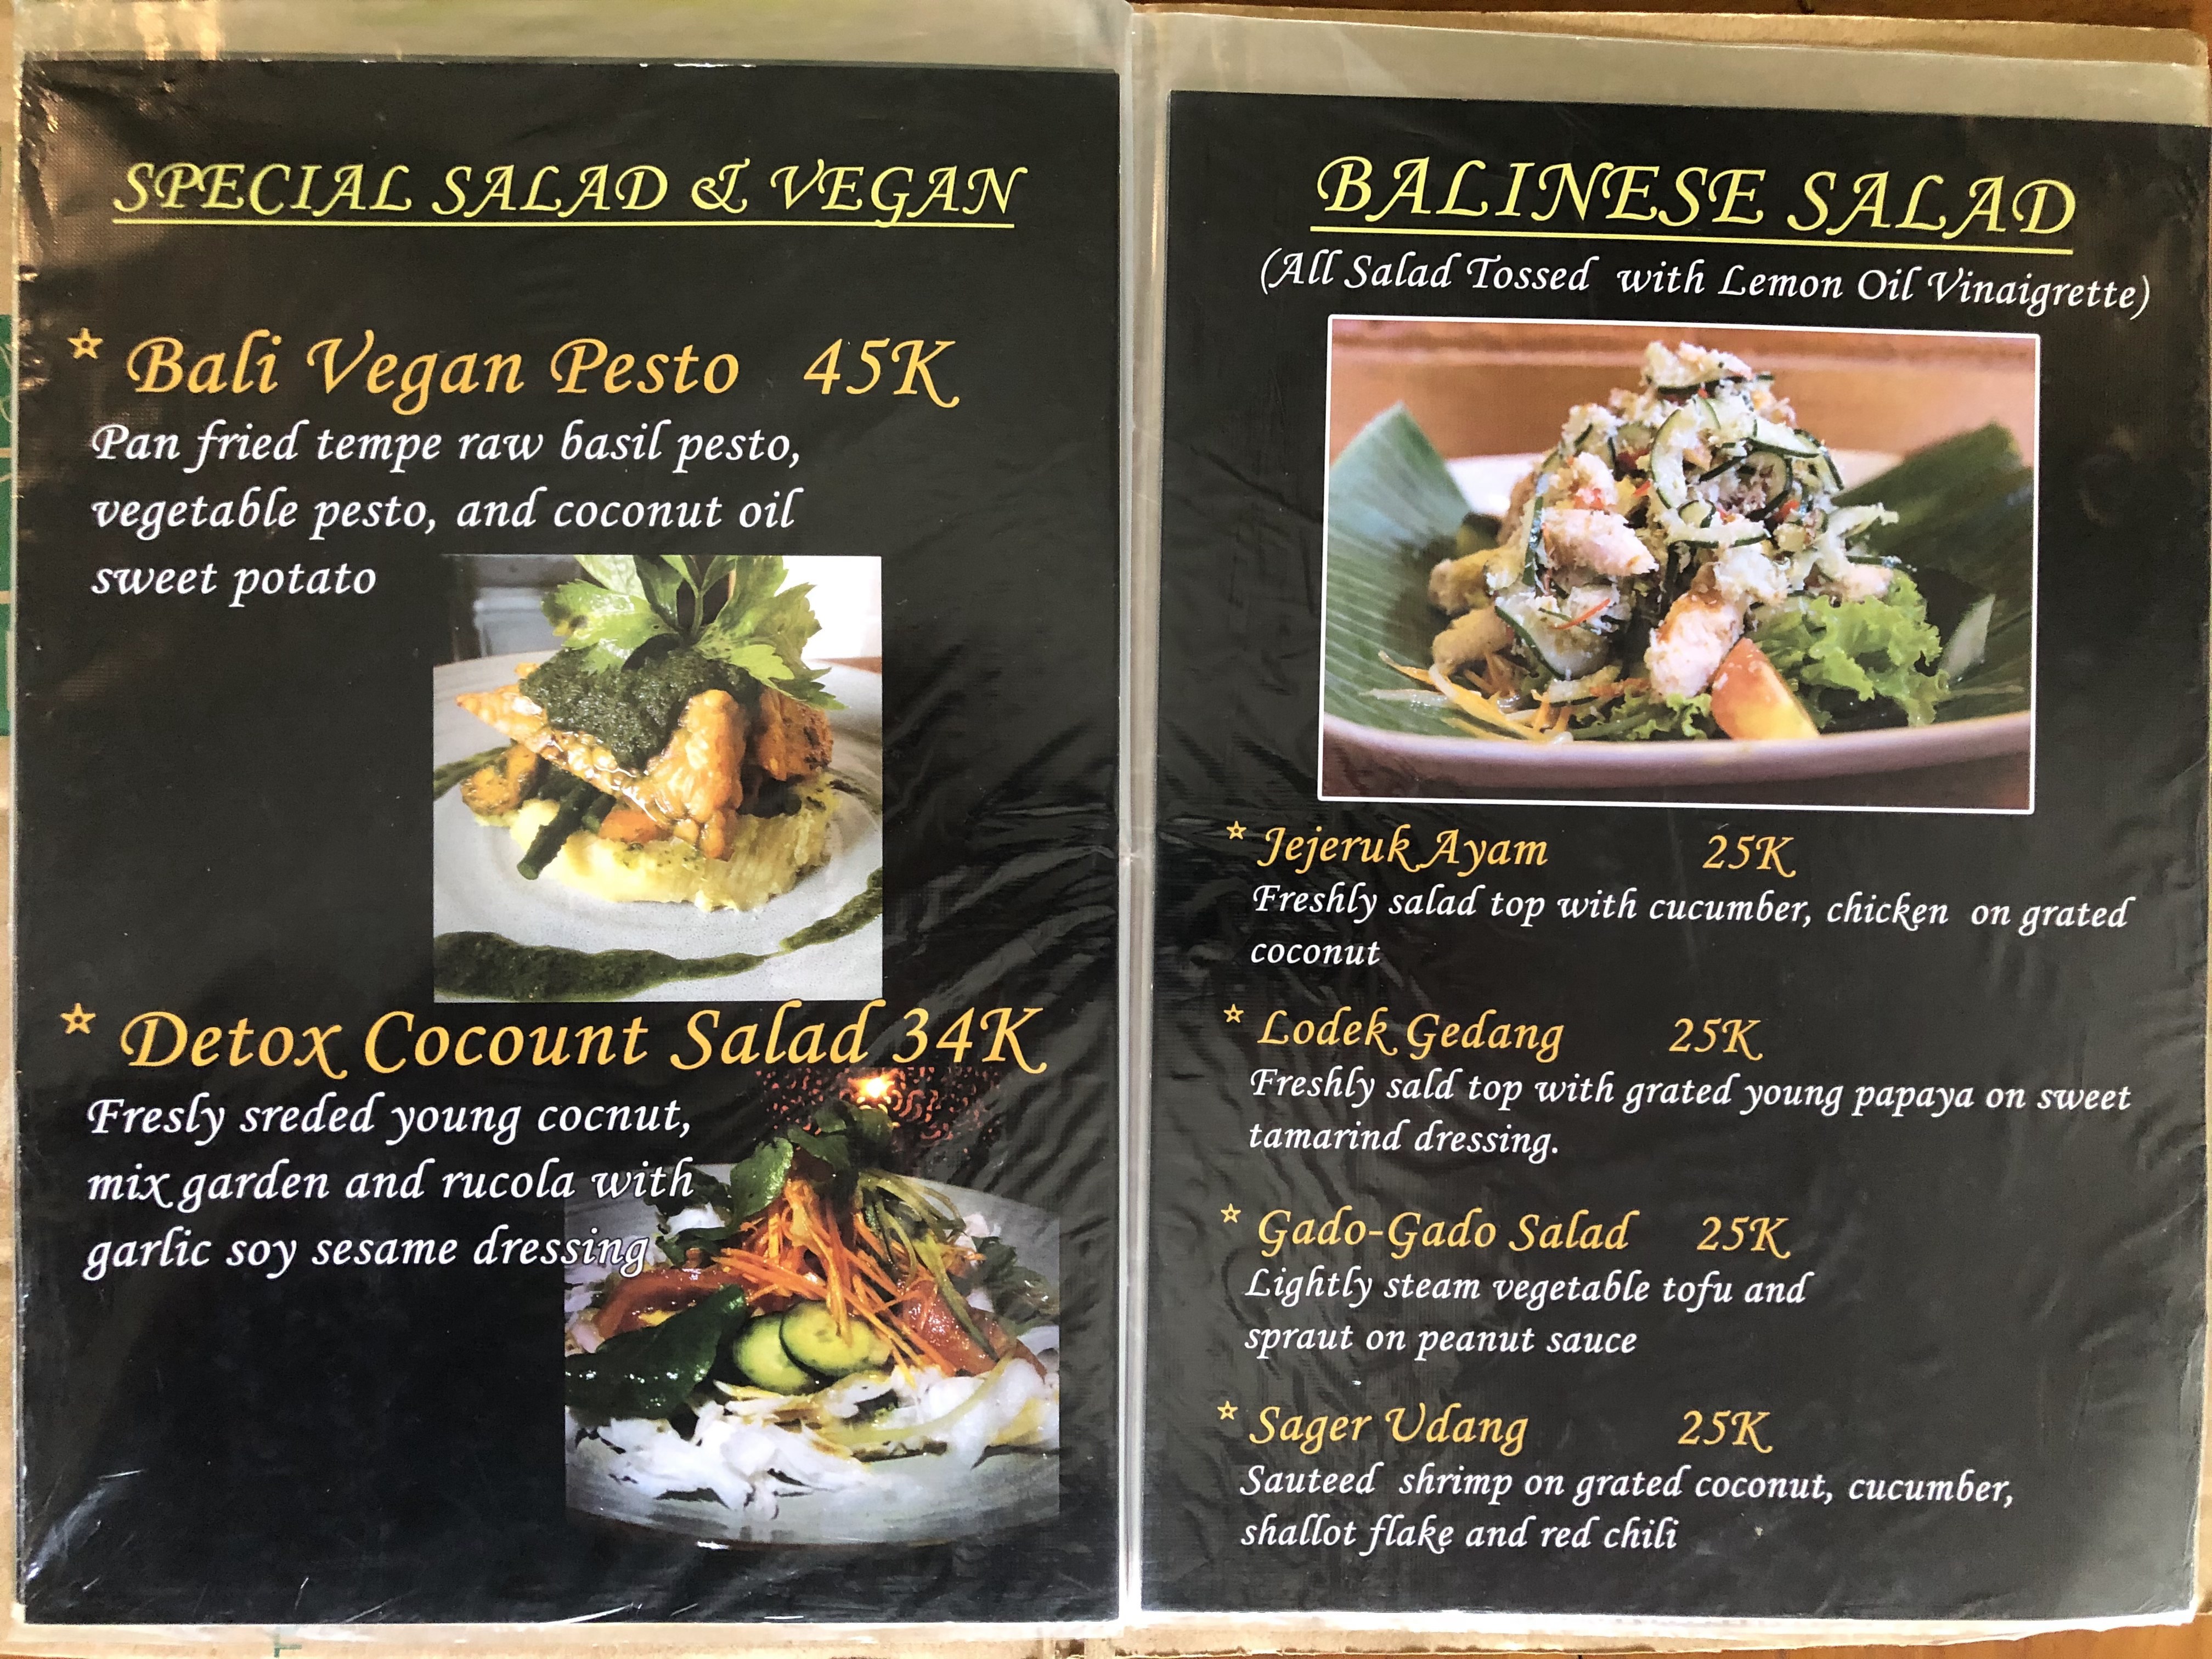 SPECIAL SALAD & VEGAN
* Bali Vegan Pesto 45K
Pan fried tempe raw basil pesto,
vegetable pesto, and coconut oil
sweet potato
* Detox Cocount Salad 34K
Fresly sreded young cocnut,
mix garden and rucola with
garlic soy sesame dressing
BALINESE SALAD
(All Salad Tossed with Lemon Oil Vinaigrette)
* Jejeruk Ayam 25K
Freshly salad top with cucumber, chicken on grated
coconut
* Lodek Gedang 25K
Freshly sald top with grated young papaya on sweet
tamarind dressing.
* Gado-Gado Salad 25K
Lightly steam vegetable tofu and
spraut on peanut sauce
* Sager Udang 25K
Sauteed shrimp on grated coconut, cucumber,
shallot flake and red chili